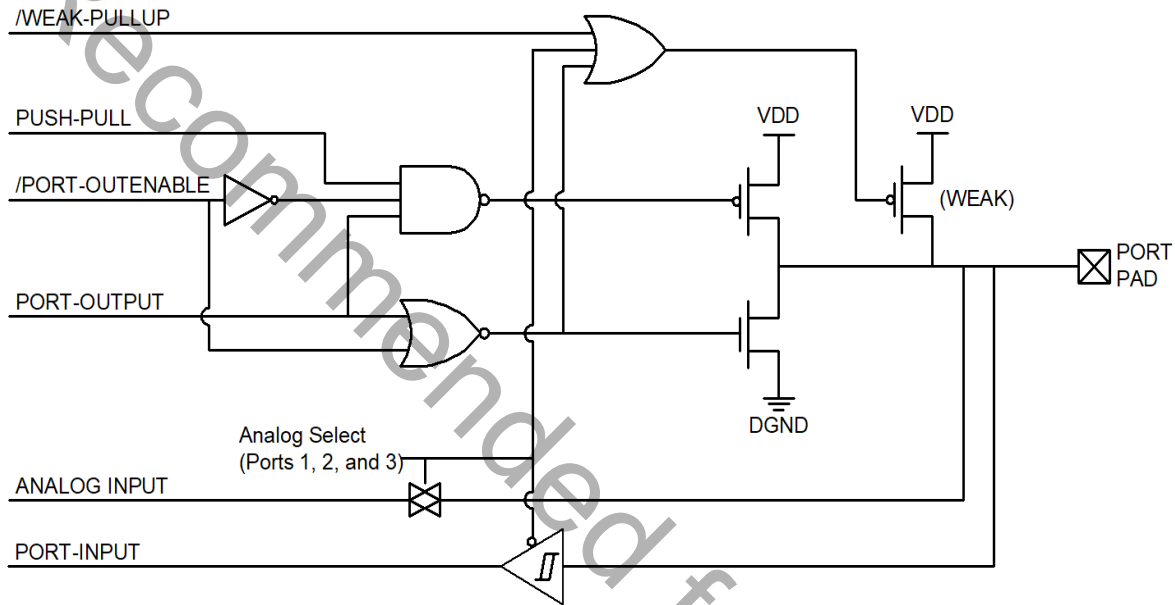 /WEAK-PULLUP
PUSH-PULL
/PORT-OUTENABLE
PORT-OUTPUT
VDD
VDD
(WEAK)
PORT
PAD
DGND
Analog Select
(Ports 1, 2, and 3)
ANALOG INPUT
PORT-INPUT
ecommended f